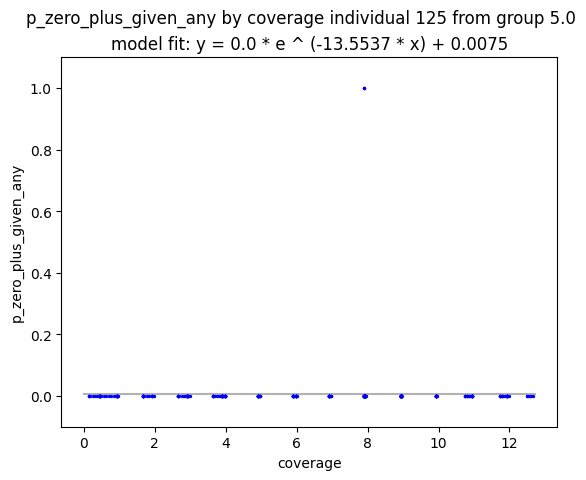 p_zero_plus_given_any by coverage individual 125 from group 5.0
model fit: y = 0.0 * e ^ (-13.5537 * x) + 0.0075
1.0
0.8
0.6
0.4
0.2
0.0
p_zero_plus_given_any
0 2 4 6 8 10 12
coverage